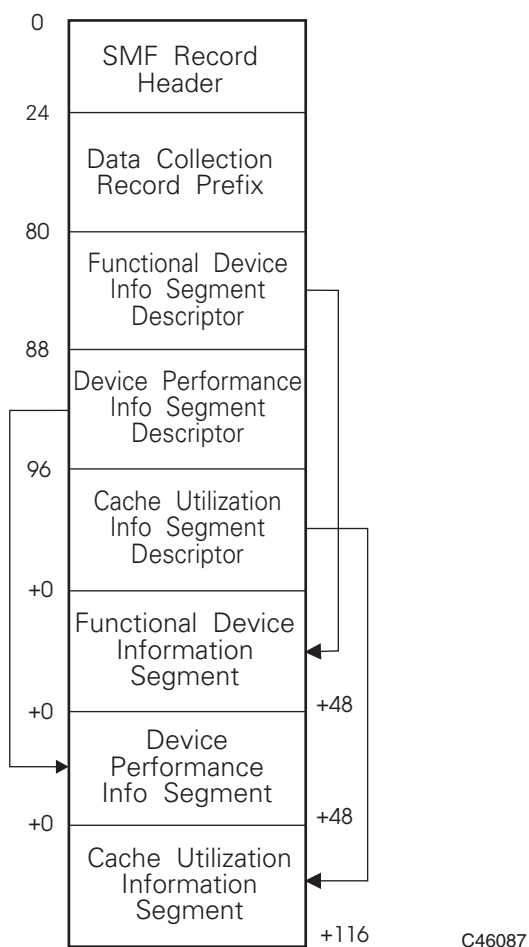 0
SMF Record
Header
24
Data Collection
Record Prefix
80
Functional Device
Info Segment
Descriptor
88
Device Performance
Info Segment
Descriptor
96
Cache Utilization
Info Segment
Descriptor
+0
Functional Device
Information
Segment
+0
+48
Device
Performance
Info Segment
+0
+48
Cache Utilization
Information
Segment
+116
C46087